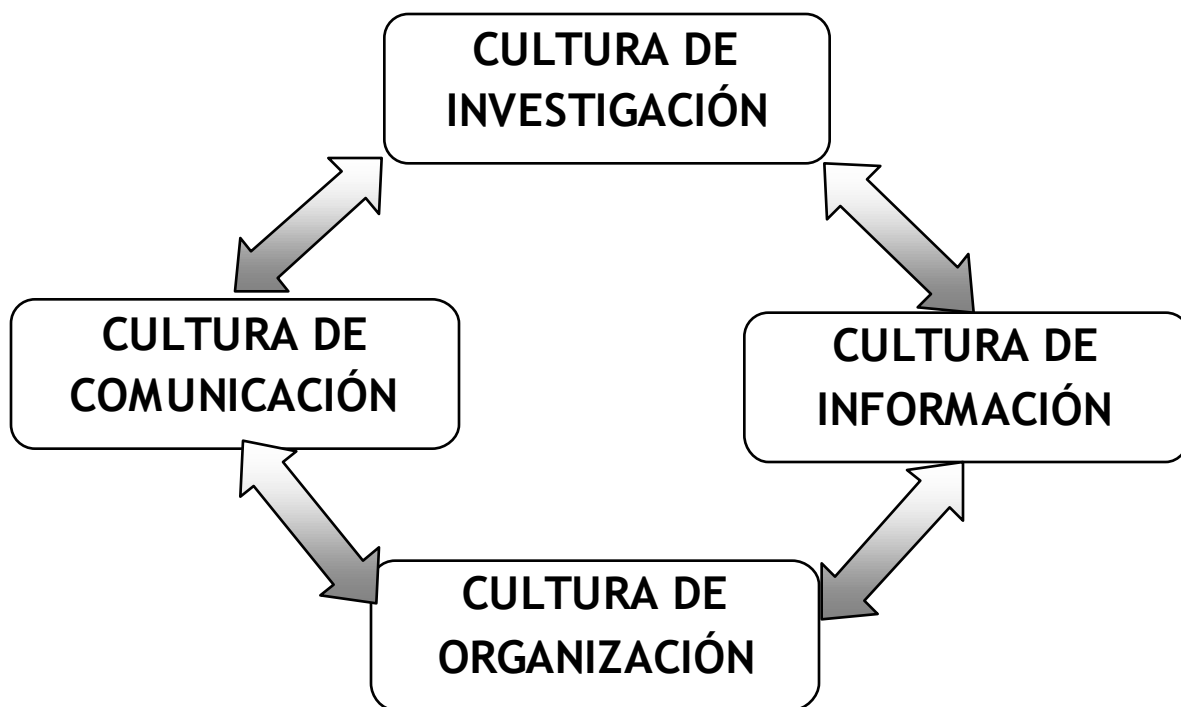 CULTURA DE
INVESTIGACIÓN
CULTURA DE
COMUNICACIÓN
CULTURA DE
INFORMACIÓN
CULTURA DE
ORGANIZACIÓN